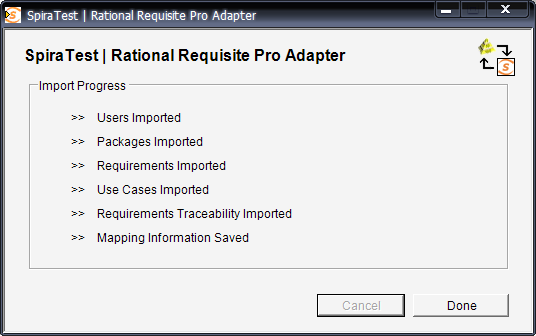 SpiraTest | Rational Requisite Pro Adapter
SpiraTest | Rational Requisite Pro Adapter
Import Progress
>> Users Imported
>> Packages Imported
>> Requirements Imported
>> Use Cases Imported
>> Requirements Traceability Imported
>> Mapping Information Saved
Cancel Done